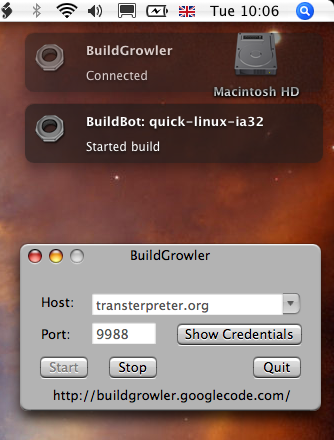 Tue 10:06
BuildGrowler
Connected
Macintosh HD
BuildBot: quick-linux-ia32
Started build
BuildGrowler
Host: transterpreter.org
Port: 9988 Show Credentials
Start Stop Quit
http://buildgrowler.googlecode.com/